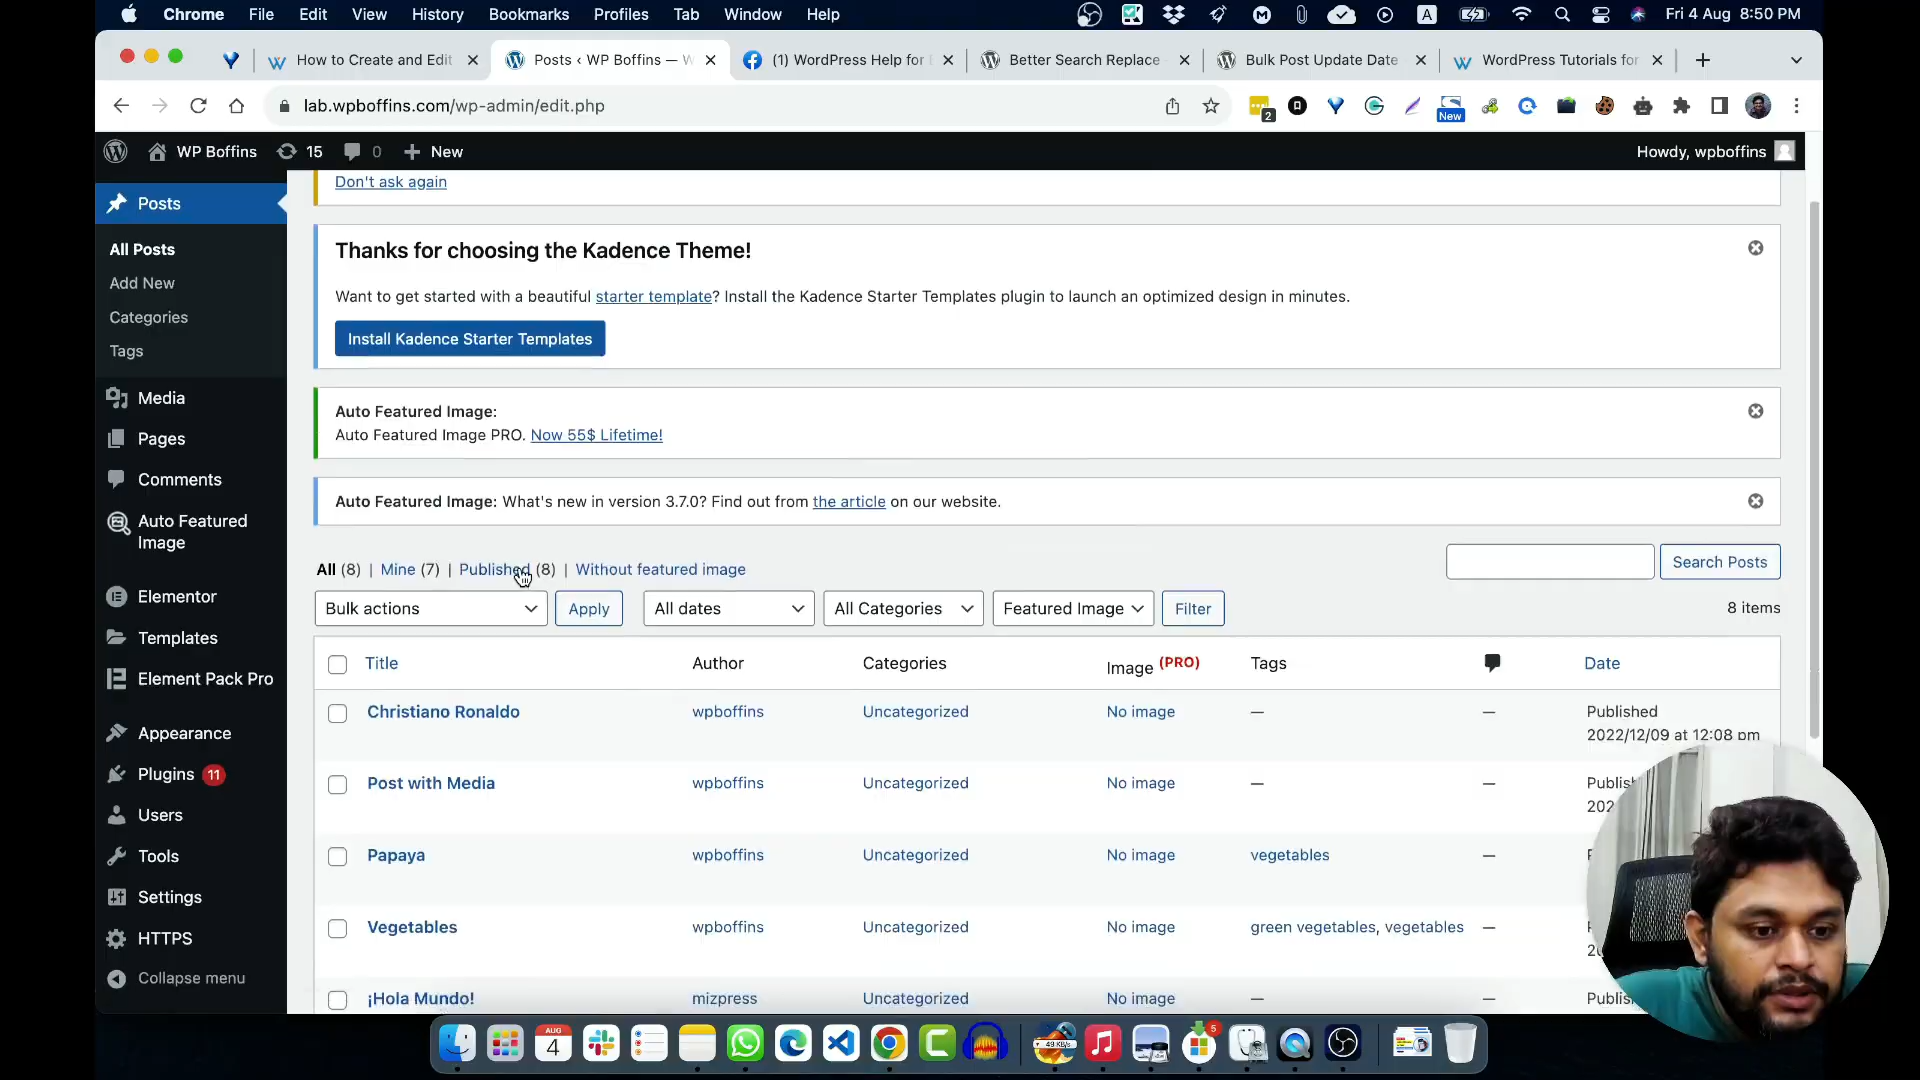 Chrome File Edit View History Bookmarks Profiles Tab Window Help A Fri 4 Aug 8:50 PM
How to Create and Edit Posts ‹ WP Boffins — W (1) WordPress Help for Better Search Replace Bulk Post Update Date WordPress Tutorials for
lab.wpboffins.com/wp-admin/edit.php 2 New
WP Boffins 15 0 New Howdy, wpboffins
Posts
All Posts
Add New
Categories
Tags
Media
Pages
Comments
Auto Featured
Image
Elementor
Templates
Element Pack Pro
Appearance
Plugins 11
Users
Tools
Settings
HTTPS
Collapse menu
Don't ask again
Thanks for choosing the Kadence Theme!
Want to get started with a beautiful starter template? Install the Kadence Starter Templates plugin to launch an optimized design in minutes.
Install Kadence Starter Templates
Auto Featured Image:
Auto Featured Image PRO. Now 55$ Lifetime!
Auto Featured Image: What's new in version 3.7.0? Find out from the article on our website.
All (8) | Mine (7) | Published (8) | Without featured image Search Posts
Bulk actions Apply All dates All Categories Featured Image Filter 8 items
Title Author Categories Image (PRO) Tags Date
Christiano Ronaldo wpboffins Uncategorized No image — — Published
2022/12/09 at 12:08 pm
Post with Media wpboffins Uncategorized No image — —
Papaya wpboffins Uncategorized No image vegetables —
Vegetables wpboffins Uncategorized No image green vegetables, vegetables —
¡Hola Mundo! mizpress Uncategorized No image — —
AUG
4
49 KB/s
5